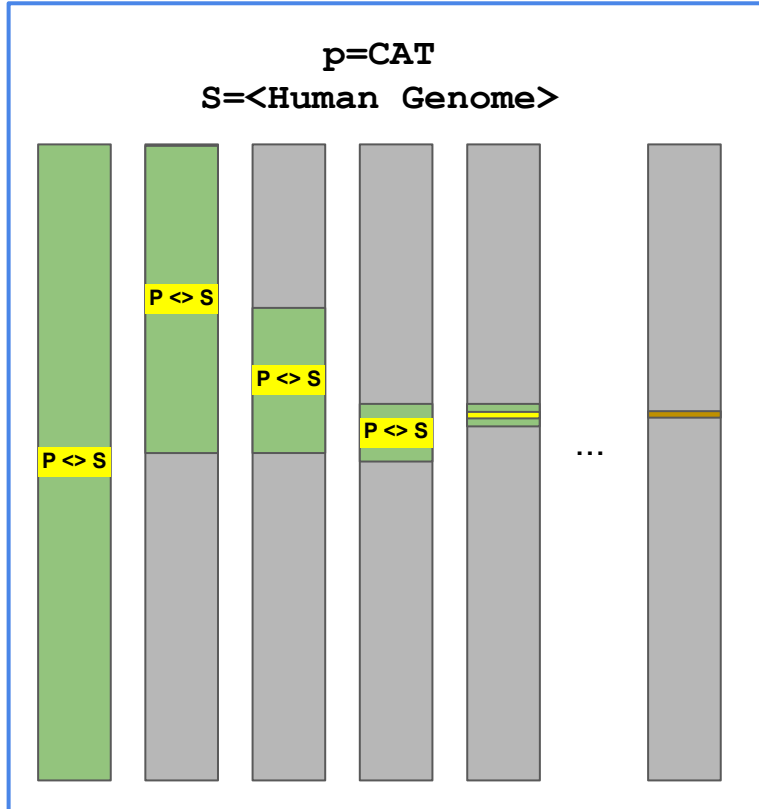 p=CAT
S=<Human Genome>
P <> S
P <> S
P <> S
P <> S
...